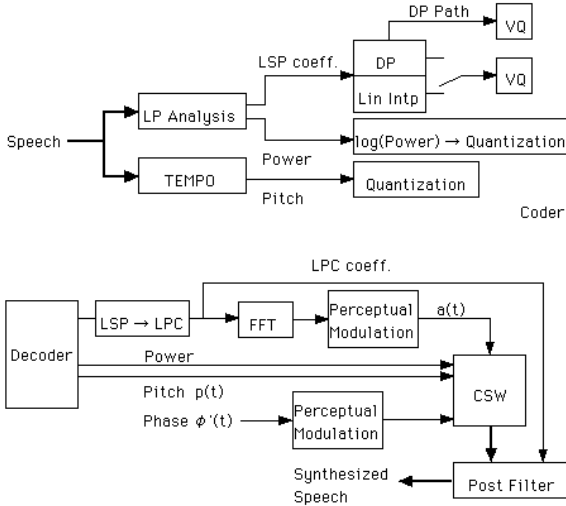 DP Path
VQ
LSP coeff.
DP
Lin Intp
VQ
LP Analysis
Speech
log(Power) → Quantization
Power
TEMPO
Quantization
Pitch
Coder
LPC coeff.
Perceptual
Modulation
a(t)
LSP → LPC
FFT
Decoder
Power
CSW
Pitch p(t)
Phase ϕ'(t)
Perceptual
Modulation
Synthesized
Speech
Post Filter